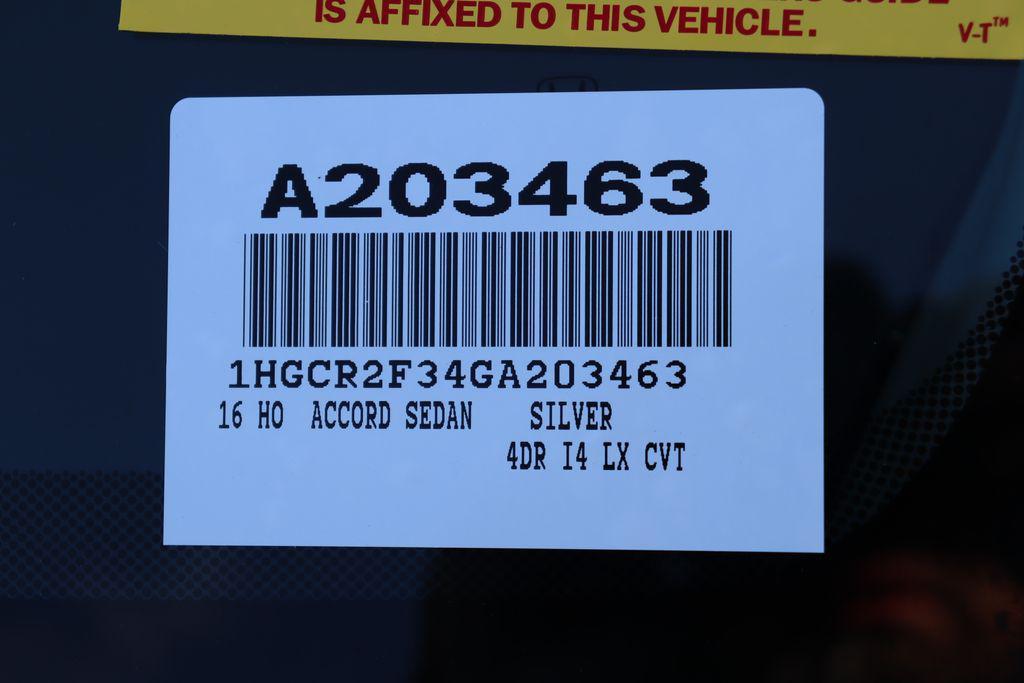 IS AFFIXED TO THIS VEHICLE.
V-T™
A203463
1HGCR2F34GA203463
16 HO ACCORD SEDAN SILVER
4DR I4 LX CVT